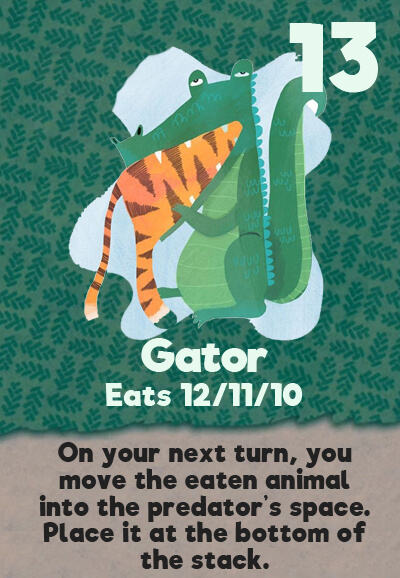 13
Gator
Eats 12/11/10
On your next turn, you
move the eaten animal
into the predator's space.
Place it at the bottom of
the stack.